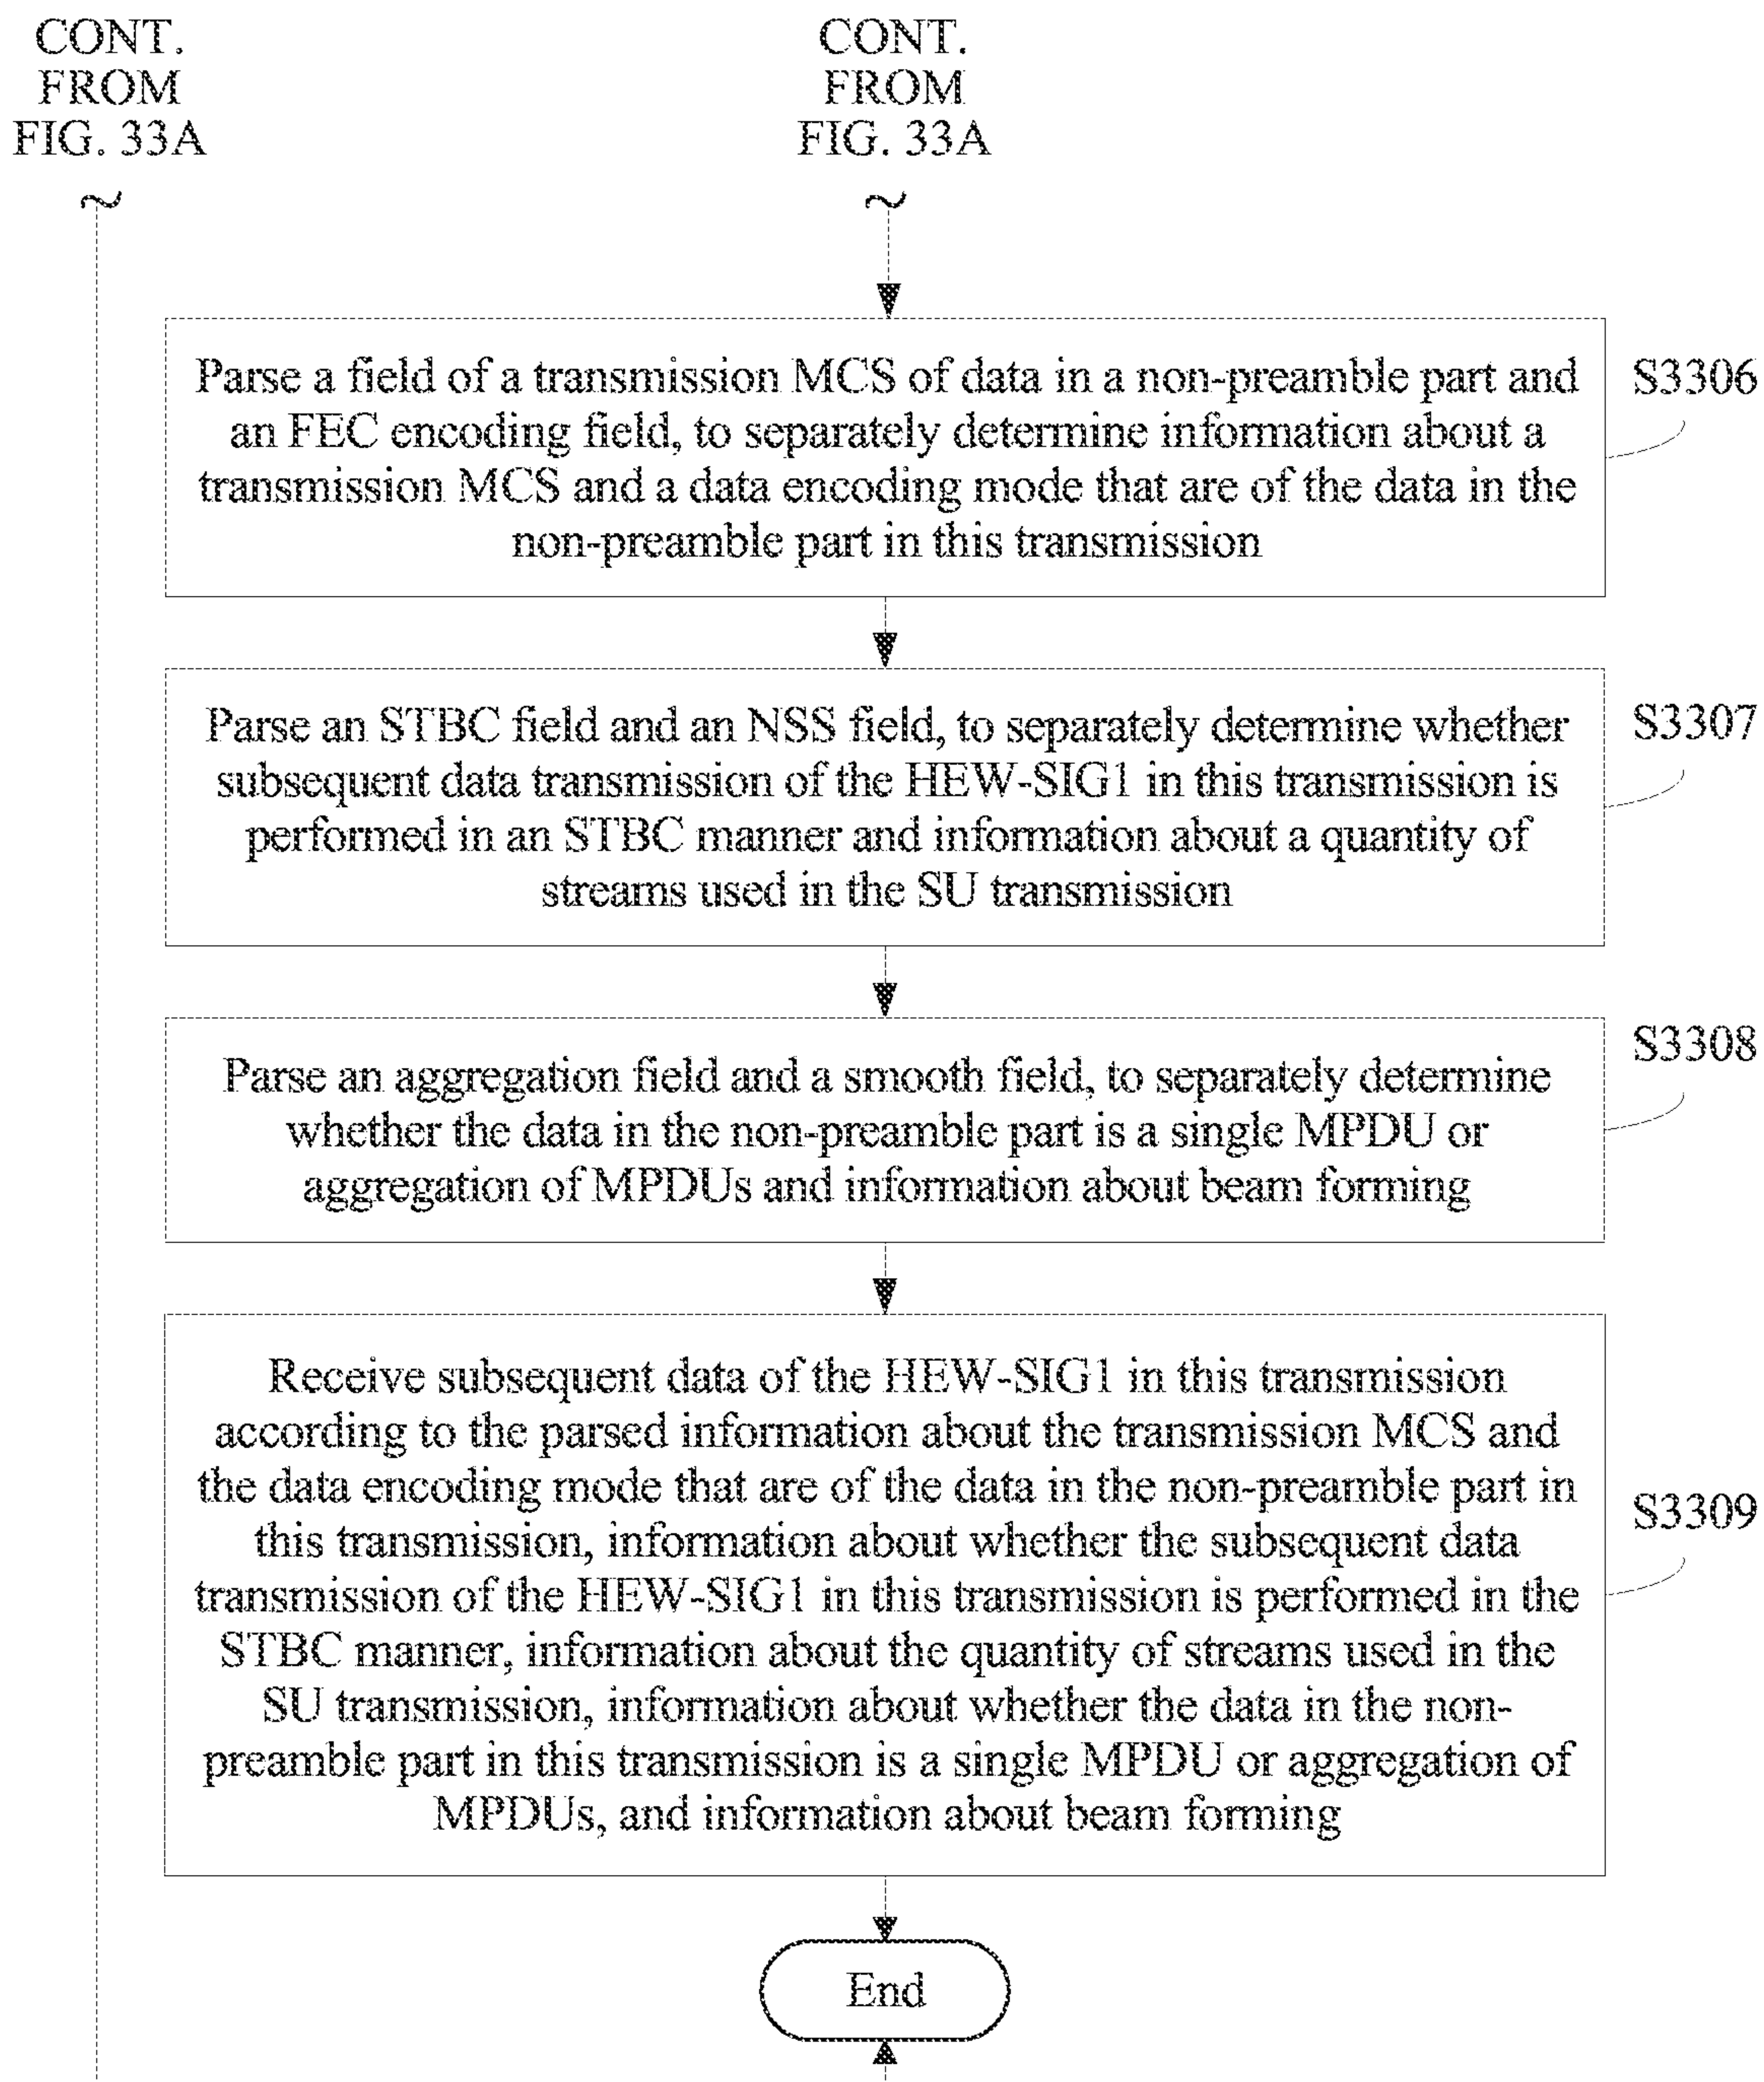 CONT.
FROM
FIG. 33A
CONT.
FROM
FIG. 33A
Parse a field of a transmission MCS of data in a non-preamble part and
an FEC encoding field, to separately determine information about a
transmission MCS and a data encoding mode that are of the data in the
non-preamble part in this transmission
S3306
Parse an STBC field and an NSS field, to separately determine whether
subsequent data transmission of the HEW-SIG1 in this transmission is
performed in an STBC manner and information about a quantity of
streams used in the SU transmission
S3307
Parse an aggregation field and a smooth field, to separately determine
whether the data in the non-preamble part is a single MPDU or
aggregation of MPDUs and information about beam forming
S3308
Receive subsequent data of the HEW-SIG1 in this transmission
according to the parsed information about the transmission MCS and
the data encoding mode that are of the data in the non-preamble part in
this transmission, information about whether the subsequent data
transmission of the HEW-SIG1 in this transmission is performed in the
STBC manner, information about the quantity of streams used in the
SU transmission, information about whether the data in the non-
preamble part in this transmission is a single MPDU or aggregation of
MPDUs, and information about beam forming
S3309
End